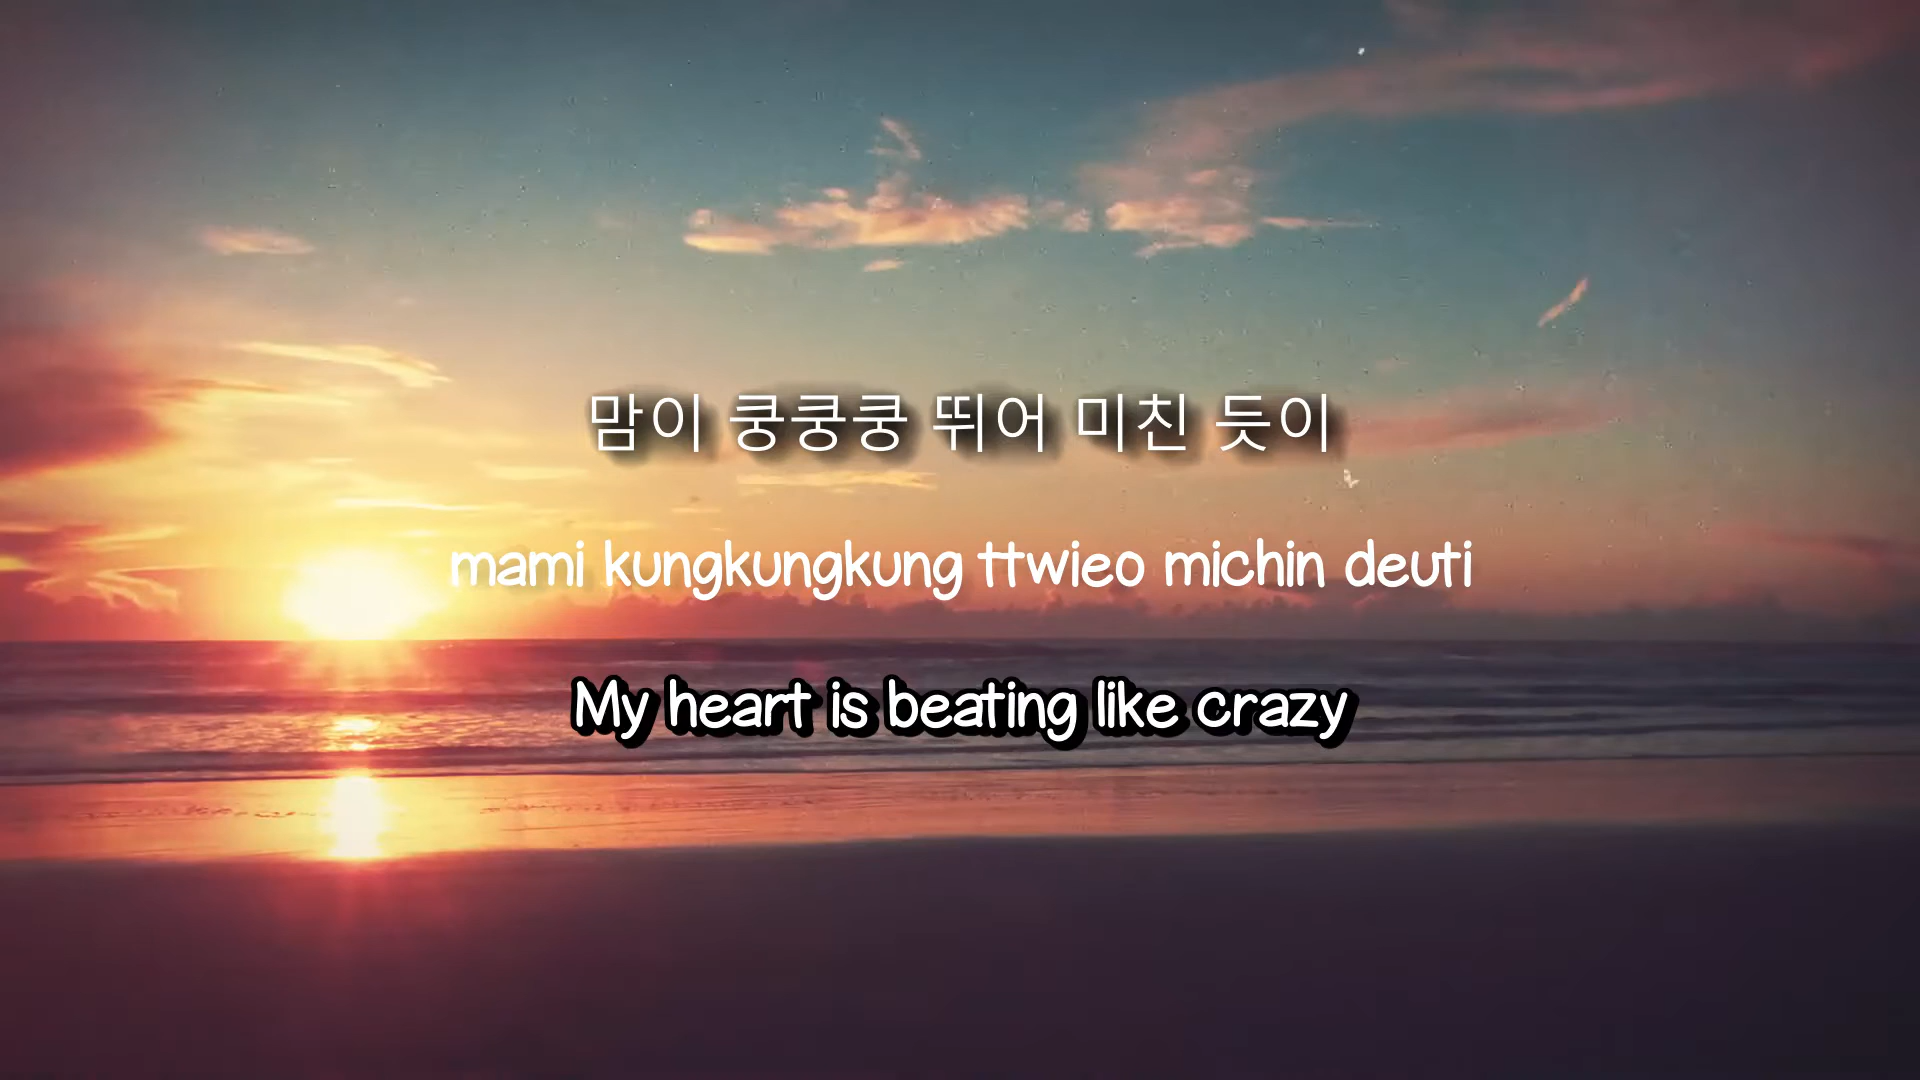 맘이 쿵쿵쿵 뛰어 미친 듯이
mami kungkungkung ttwieo michin deuti
My heart is beating like crazy